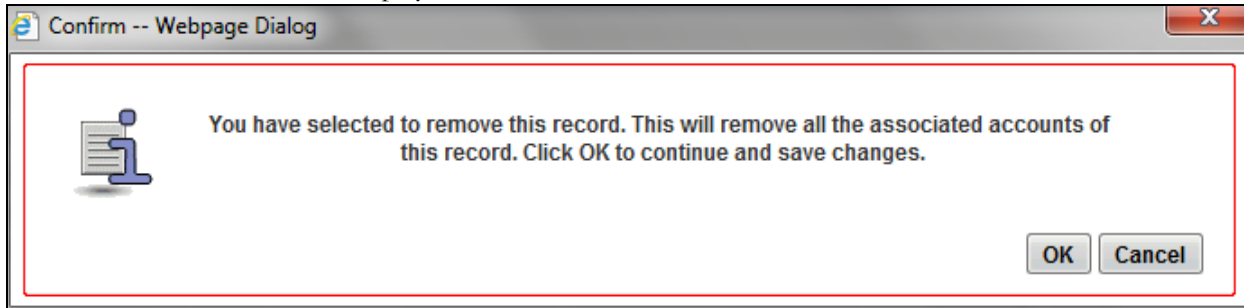 Confirm -- Webpage Dialog
You have selected to remove this record. This will remove all the associated accounts of
this record. Click OK to continue and save changes.
OK Cancel